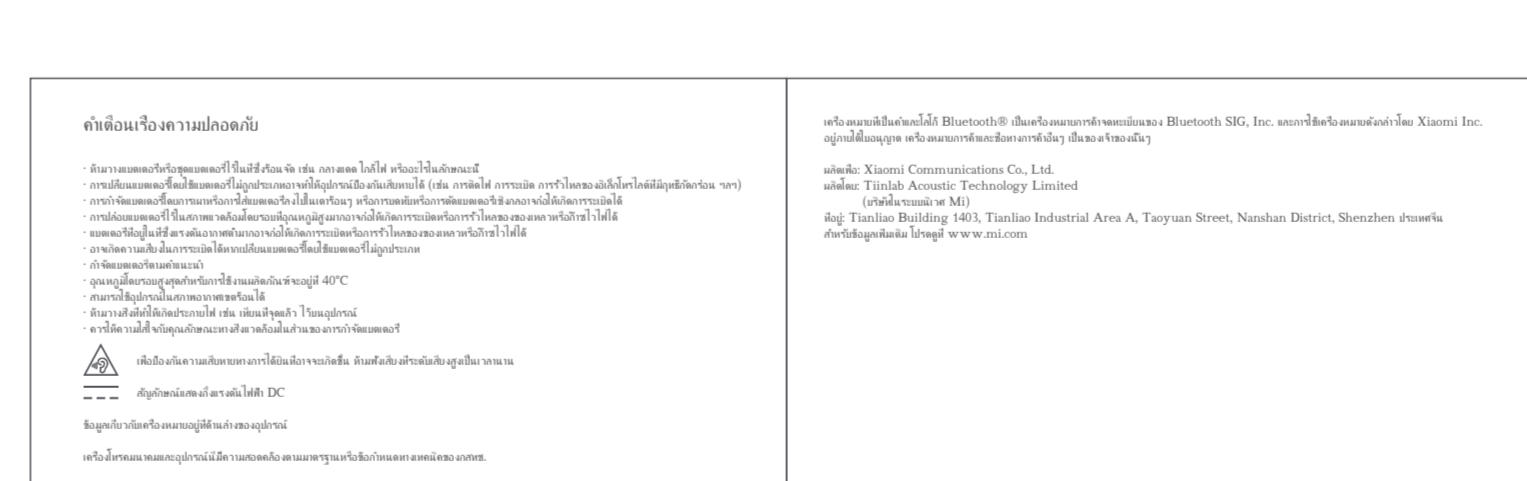 คำเตือนเรื่องความปลอดภัย
· ห้ามวางแบตเตอรี่หรือชุดแบตเตอรี่ไว้ในที่ซึ่งร้อนจัด เช่น กลางแดด ใกล้ไฟ หรืออะไรในลักษณะนี้
· การเปลี่ยนแบตเตอรี่โดยใช้แบตเตอรี่ไม่ถูกประเภทอาจทำให้อุปกรณ์ป้องกันเสียหายได้ (เช่น การติดไฟ การระเบิด การรั่วไหลของอิเล็กโทรไลต์ที่มีฤทธิ์กัดกร่อน ฯลฯ)
· การกำจัดแบตเตอรี่โดยการเผาหรือการใส่แบตเตอรี่ลงไปในเตาร้อนๆ หรือการบดทับหรือการตัดแบตเตอรี่เชิงกลอาจก่อให้เกิดการระเบิดได้
· การปล่อยแบตเตอรี่ไว้ในสภาพแวดล้อมโดยรอบที่อุณหภูมิสูงมากอาจก่อให้เกิดการระเบิดหรือการรั่วไหลของของเหลวหรือก๊าซไวไฟได้
· แบตเตอรี่ที่อยู่ในที่ซึ่งแรงดันอากาศต่ำมากอาจก่อให้เกิดการระเบิดหรือการรั่วไหลของของเหลวหรือก๊าซไวไฟได้
· อาจเกิดความเสี่ยงในการระเบิดได้หากเปลี่ยนแบตเตอรี่โดยใช้แบตเตอรี่ไม่ถูกประเภท
· กำจัดแบตเตอรี่ตามคำแนะนำ
· อุณหภูมิโดยรอบสูงสุดสำหรับการใช้งานผลิตภัณฑ์จะอยู่ที่ 40°C
· สามารถใช้อุปกรณ์ในสภาพอากาศเขตร้อนได้
· ห้ามวางสิ่งที่ทำให้เกิดประกายไฟ เช่น เทียนที่จุดแล้ว ไว้บนอุปกรณ์
· ควรให้ความใส่ใจกับคุณลักษณะทางสิ่งแวดล้อมในส่วนของการกำจัดแบตเตอรี่
เพื่อป้องกันความเสียหายทางการได้ยินที่อาจจะเกิดขึ้น ห้ามฟังเสียงที่ระดับเสียงสูงเป็นเวลานาน
สัญลักษณ์แสดงถึงแรงดันไฟฟ้า DC
ข้อมูลเกี่ยวกับเครื่องหมายอยู่ที่ด้านล่างของอุปกรณ์
เครื่องโทรคมนาคมและอุปกรณ์นี้มีความสอดคล้องตามมาตรฐานหรือข้อกำหนดทางเทคนิคของกสทช.
เครื่องหมายที่เป็นคำและโลโก้ Bluetooth® เป็นเครื่องหมายการค้าจดทะเบียนของ Bluetooth SIG, Inc. และการใช้เครื่องหมายดังกล่าวโดย Xiaomi Inc.
อยู่ภายใต้ใบอนุญาต เครื่องหมายการค้าและชื่อทางการค้าอื่นๆ เป็นของเจ้าของนั้นๆ
ผลิตเพื่อ: Xiaomi Communications Co., Ltd.
ผลิตโดย: Tiinlab Acoustic Technology Limited
(บริษัทในระบบนิเวศ Mi)
ที่อยู่: Tianliao Building 1403, Tianliao Industrial Area A, Taoyuan Street, Nanshan District, Shenzhen ประเทศจีน
สำหรับข้อมูลเพิ่มเติม โปรดดูที่ www.mi.com